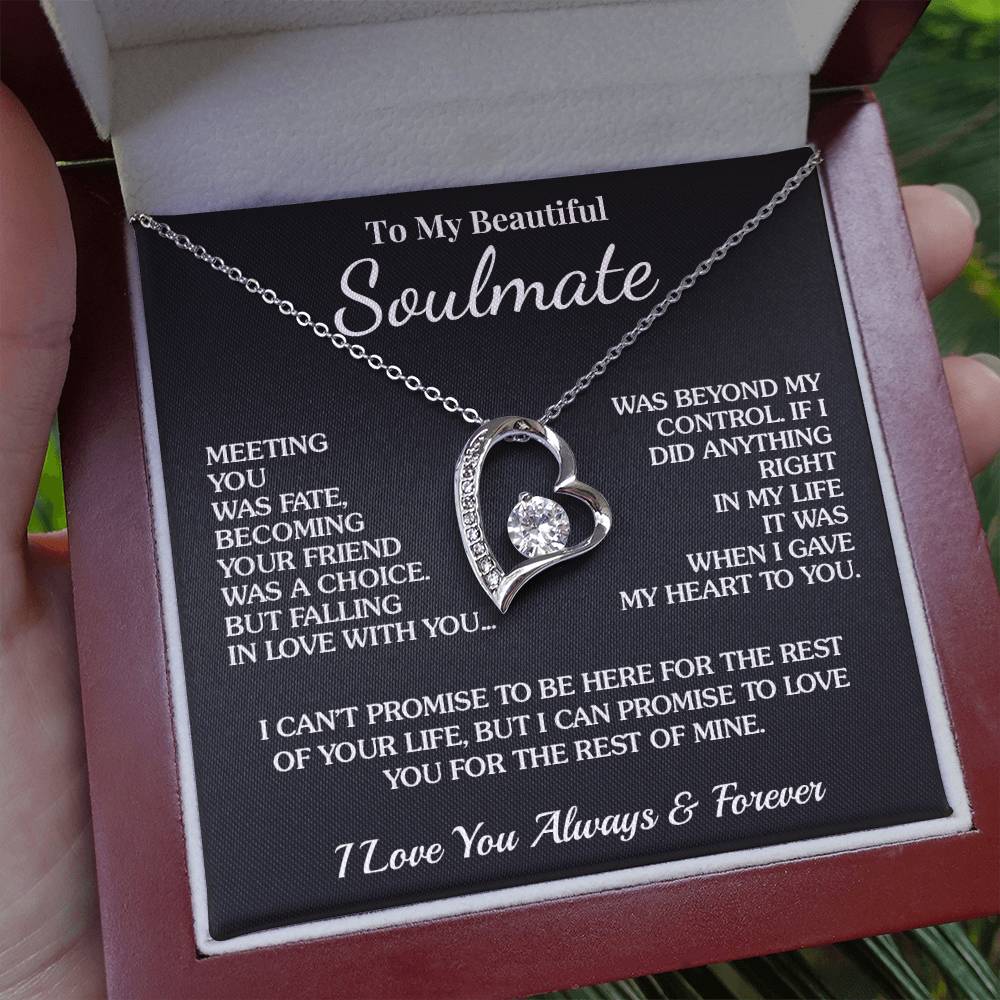 To My Beautiful
Soulmate
MEETING
YOU
WAS FATE,
BECOMING
YOUR FRIEND
WAS A CHOICE.
BUT FALLING
IN LOVE WITH YOU...
WAS BEYOND MY
CONTROL. IF I
DID ANYTHING
RIGHT
IN MY LIFE
IT WAS
WHEN I GAVE
MY HEART TO YOU.
I CAN'T PROMISE TO BE HERE FOR THE REST
OF YOUR LIFE, BUT I CAN PROMISE TO LOVE
YOU FOR THE REST OF MINE.
I Love You Always & Forever